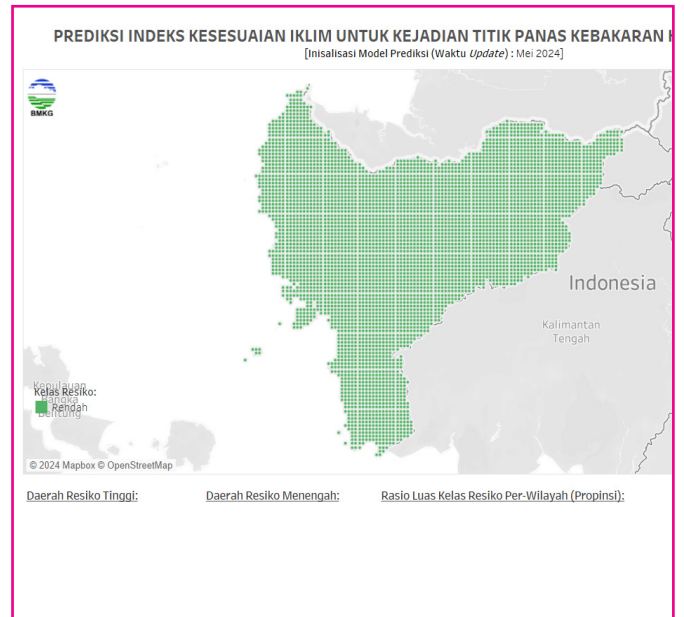 PREDIKSI INDEKS KESESUAIAN IKLIM UNTUK KEJADIAN TITIK PANAS KEBAKARAN
[Inisalisasi Model Prediksi (Waktu Update) : Mei 2024]
BMKG
Indonesia
Kalimantan
Tengah
Kepulauan
Bangka
Belitung
Kelas Resiko:
Rendah
© 2024 Mapbox © OpenStreetMap
Daerah Resiko Tinggi:
Daerah Resiko Menengah:
Rasio Luas Kelas Resiko Per-Wilayah (Propinsi):